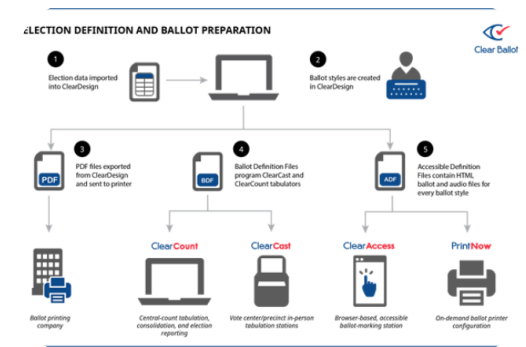 ELECTION DEFINITION AND BALLOT PREPARATION
Clear Ballot
1
Election data imported
into ClearDesign
2
Ballot styles are created
in ClearDesign
3
PDF files exported
from ClearDesign
and sent to printer
PDF
4
Ballot Definition Files
program ClearCast and
ClearCount tabulators
BDF
5
Accessible Definition
Files contain HTML
ballot and audio files for
every ballot style
ADF
ClearCount
ClearCast
ClearAccess
PrintNow
Ballot printing
company
Central-count tabulation,
consolidation, and election
reporting
Vote center/precinct in-person
tabulation stations
Browser-based, accessible
ballot-marking station
On-demand ballot printer
configuration